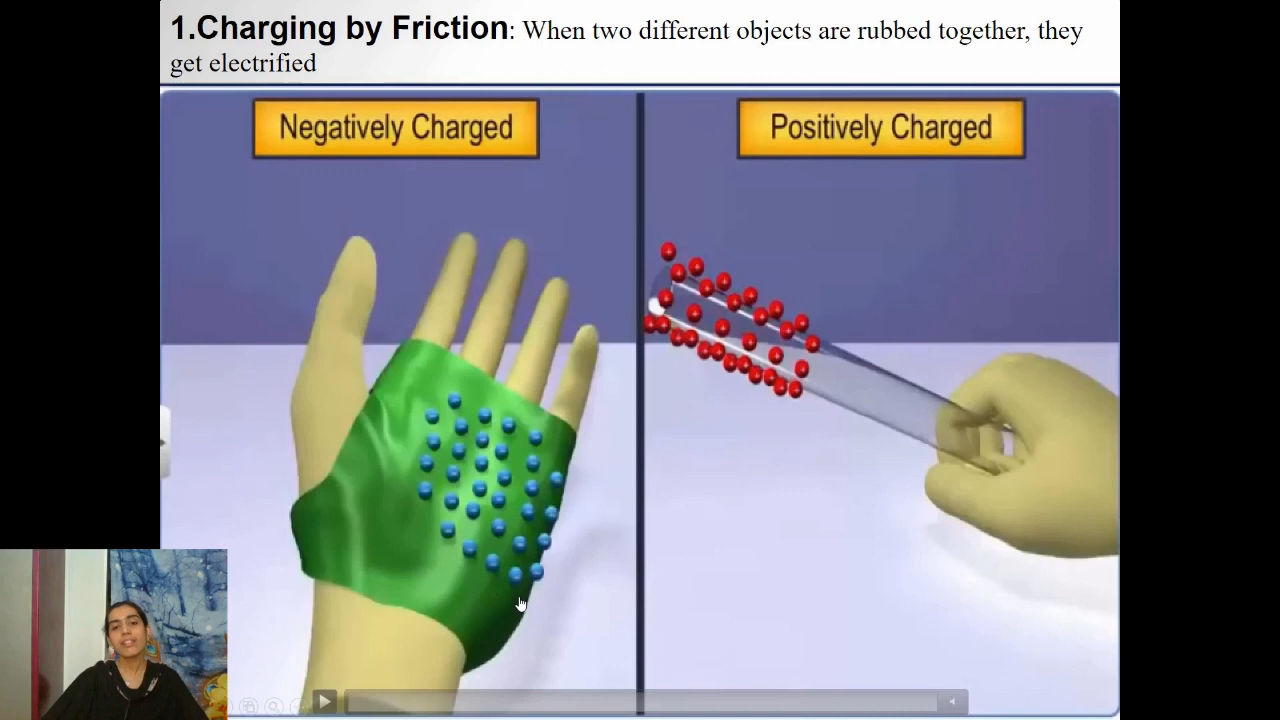 1.Charging by Friction: When two different objects are rubbed together, they
get electrified
Negatively Charged
Positively Charged